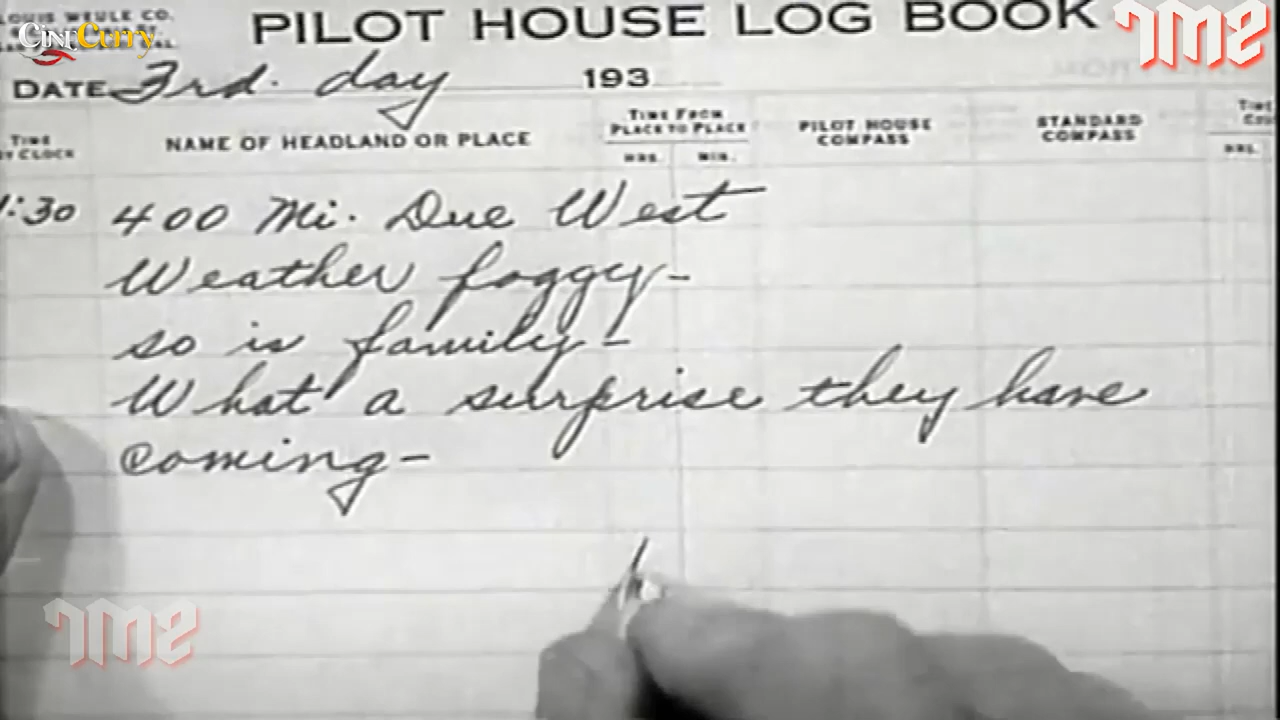 LOUIS WEULE CO.
CineCurry
PILOT HOUSE LOG BOOK
DATE 3rd. day 193
TIME
BY CLOCK
NAME OF HEADLAND OR PLACE
TIME FROM
PLACE TO PLACE
HRS. MIN.
PILOT HOUSE
COMPASS
STANDARD
COMPASS
HRS.
:30 400 Mi. Due West
Weather foggy-
so is family-
What a surprise they have
coming-